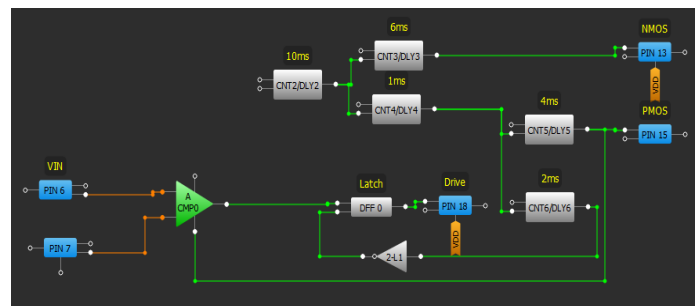 NMOS
6ms
10ms
CNT3/DLY3
PIN 13
1ms
CNT2/DLY2
VDD
CNT4/DLY4
4ms
PMOS
CNT5/DLY5
PIN 15
VIN
Latch
Drive
2ms
PIN 6
A
CMP0
DFF 0
PIN 18
CNT6/DLY6
PIN 7
VDD
2-L1